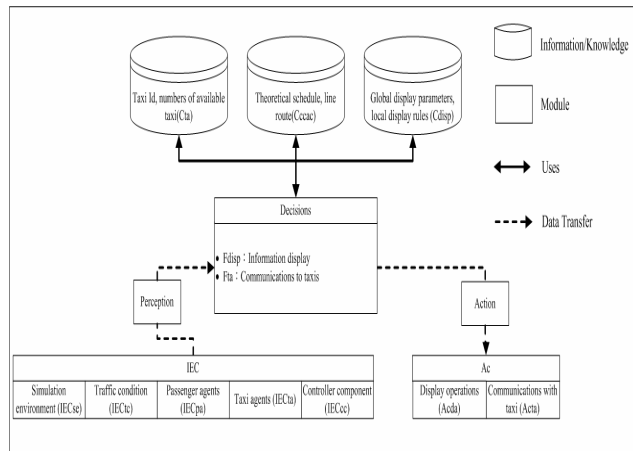 Taxi Id, numbers of available
taxi(Cta)
Theoretical schedule, line
route(Cccac)
Global display parameters,
local display rules (Cdisp)
Information/Knowledge
Module
Uses
Data Transfer
Decisions
• Fdisp：Information display
• Fta：Communications to taxis
Perception
Action
IEC
Simulation
environment (IECse)
Traffic condition
(IECtc)
Passenger agents
(IECpa)
Taxi agents (IECta)
Controller component
(IECcc)
Ac
Display operations
(Acda)
Communications with
taxi (Acta)